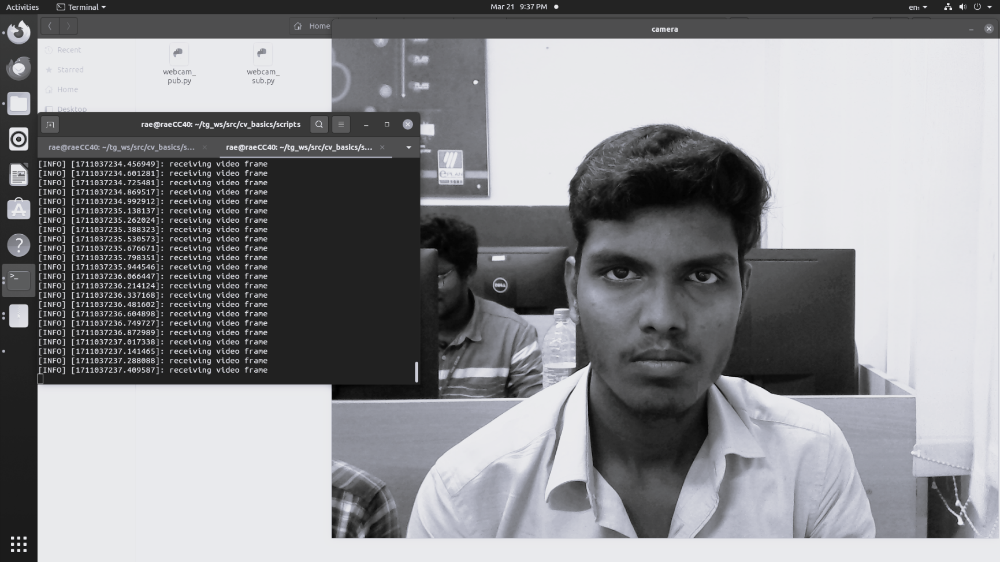 Activities
Terminal
Mar 21 9:37 PM
en₁
Home
camera
Recent
Starred
Home
Desktop
webcam_
pub.py
webcam_
sub.py
rae@raeCC40: ~/tg_ws/src/cv_basics/scripts
rae@raeCC40: ~/tg_ws/src/cv_basics/s...
rae@raeCC40: ~/tg_ws/src/cv_basics/s...
[INFO] [1711037234.456949]: receiving video frame
[INFO] [1711037234.601281]: receiving video frame
[INFO] [1711037234.725481]: receiving video frame
[INFO] [1711037234.869517]: receiving video frame
[INFO] [1711037234.992912]: receiving video frame
[INFO] [1711037235.138137]: receiving video frame
[INFO] [1711037235.262024]: receiving video frame
[INFO] [1711037235.388323]: receiving video frame
[INFO] [1711037235.530573]: receiving video frame
[INFO] [1711037235.676671]: receiving video frame
[INFO] [1711037235.798351]: receiving video frame
[INFO] [1711037235.944546]: receiving video frame
[INFO] [1711037236.066447]: receiving video frame
[INFO] [1711037236.214124]: receiving video frame
[INFO] [1711037236.337168]: receiving video frame
[INFO] [1711037236.481602]: receiving video frame
[INFO] [1711037236.604898]: receiving video frame
[INFO] [1711037236.749727]: receiving video frame
[INFO] [1711037236.872989]: receiving video frame
[INFO] [1711037237.017338]: receiving video frame
[INFO] [1711037237.141465]: receiving video frame
[INFO] [1711037237.288088]: receiving video frame
[INFO] [1711037237.409587]: receiving video frame
ePLAN
DELL